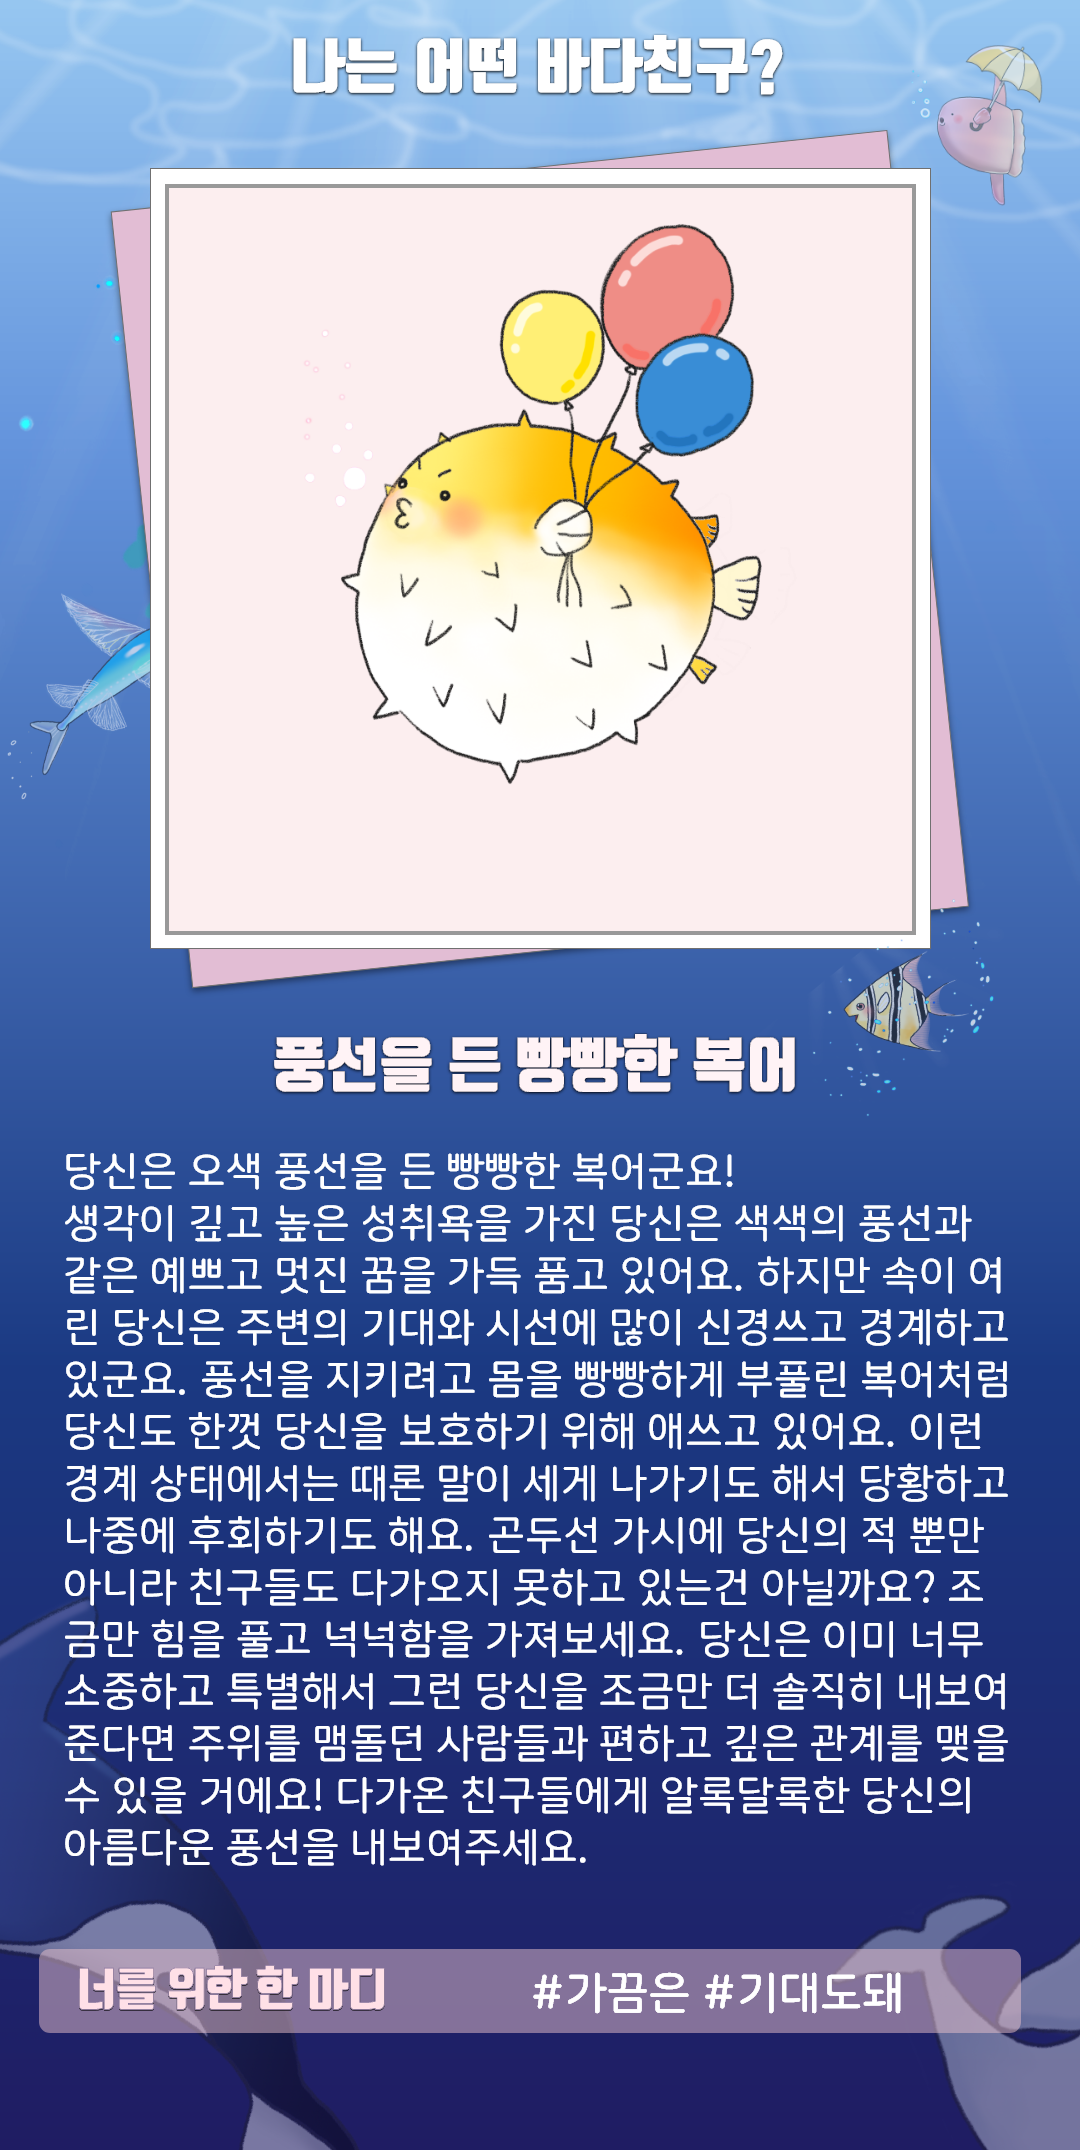 나는 어떤 바다친구?
풍선을 든 빵빵한 복어
당신은 오색 풍선을 든 빵빵한 복어군요!
생각이 깊고 높은 성취욕을 가진 당신은 색색의 풍선과
같은 예쁘고 멋진 꿈을 가득 품고 있어요. 하지만 속이 여
린 당신은 주변의 기대와 시선에 많이 신경쓰고 경계하고
있군요. 풍선을 지키려고 몸을 빵빵하게 부풀린 복어처럼
당신도 한껏 당신을 보호하기 위해 애쓰고 있어요. 이런
경계 상태에서는 때론 말이 세게 나가기도 해서 당황하고
나중에 후회하기도 해요. 곤두선 가시에 당신의 적 뿐만
아니라 친구들도 다가오지 못하고 있는건 아닐까요? 조
금만 힘을 풀고 넉넉함을 가져보세요. 당신은 이미 너무
소중하고 특별해서 그런 당신을 조금만 더 솔직히 내보여
준다면 주위를 맴돌던 사람들과 편하고 깊은 관계를 맺을
수 있을 거에요! 다가온 친구들에게 알록달록한 당신의
아름다운 풍선을 내보여주세요.
너를 위한 한 마디 #가끔은 #기대도돼